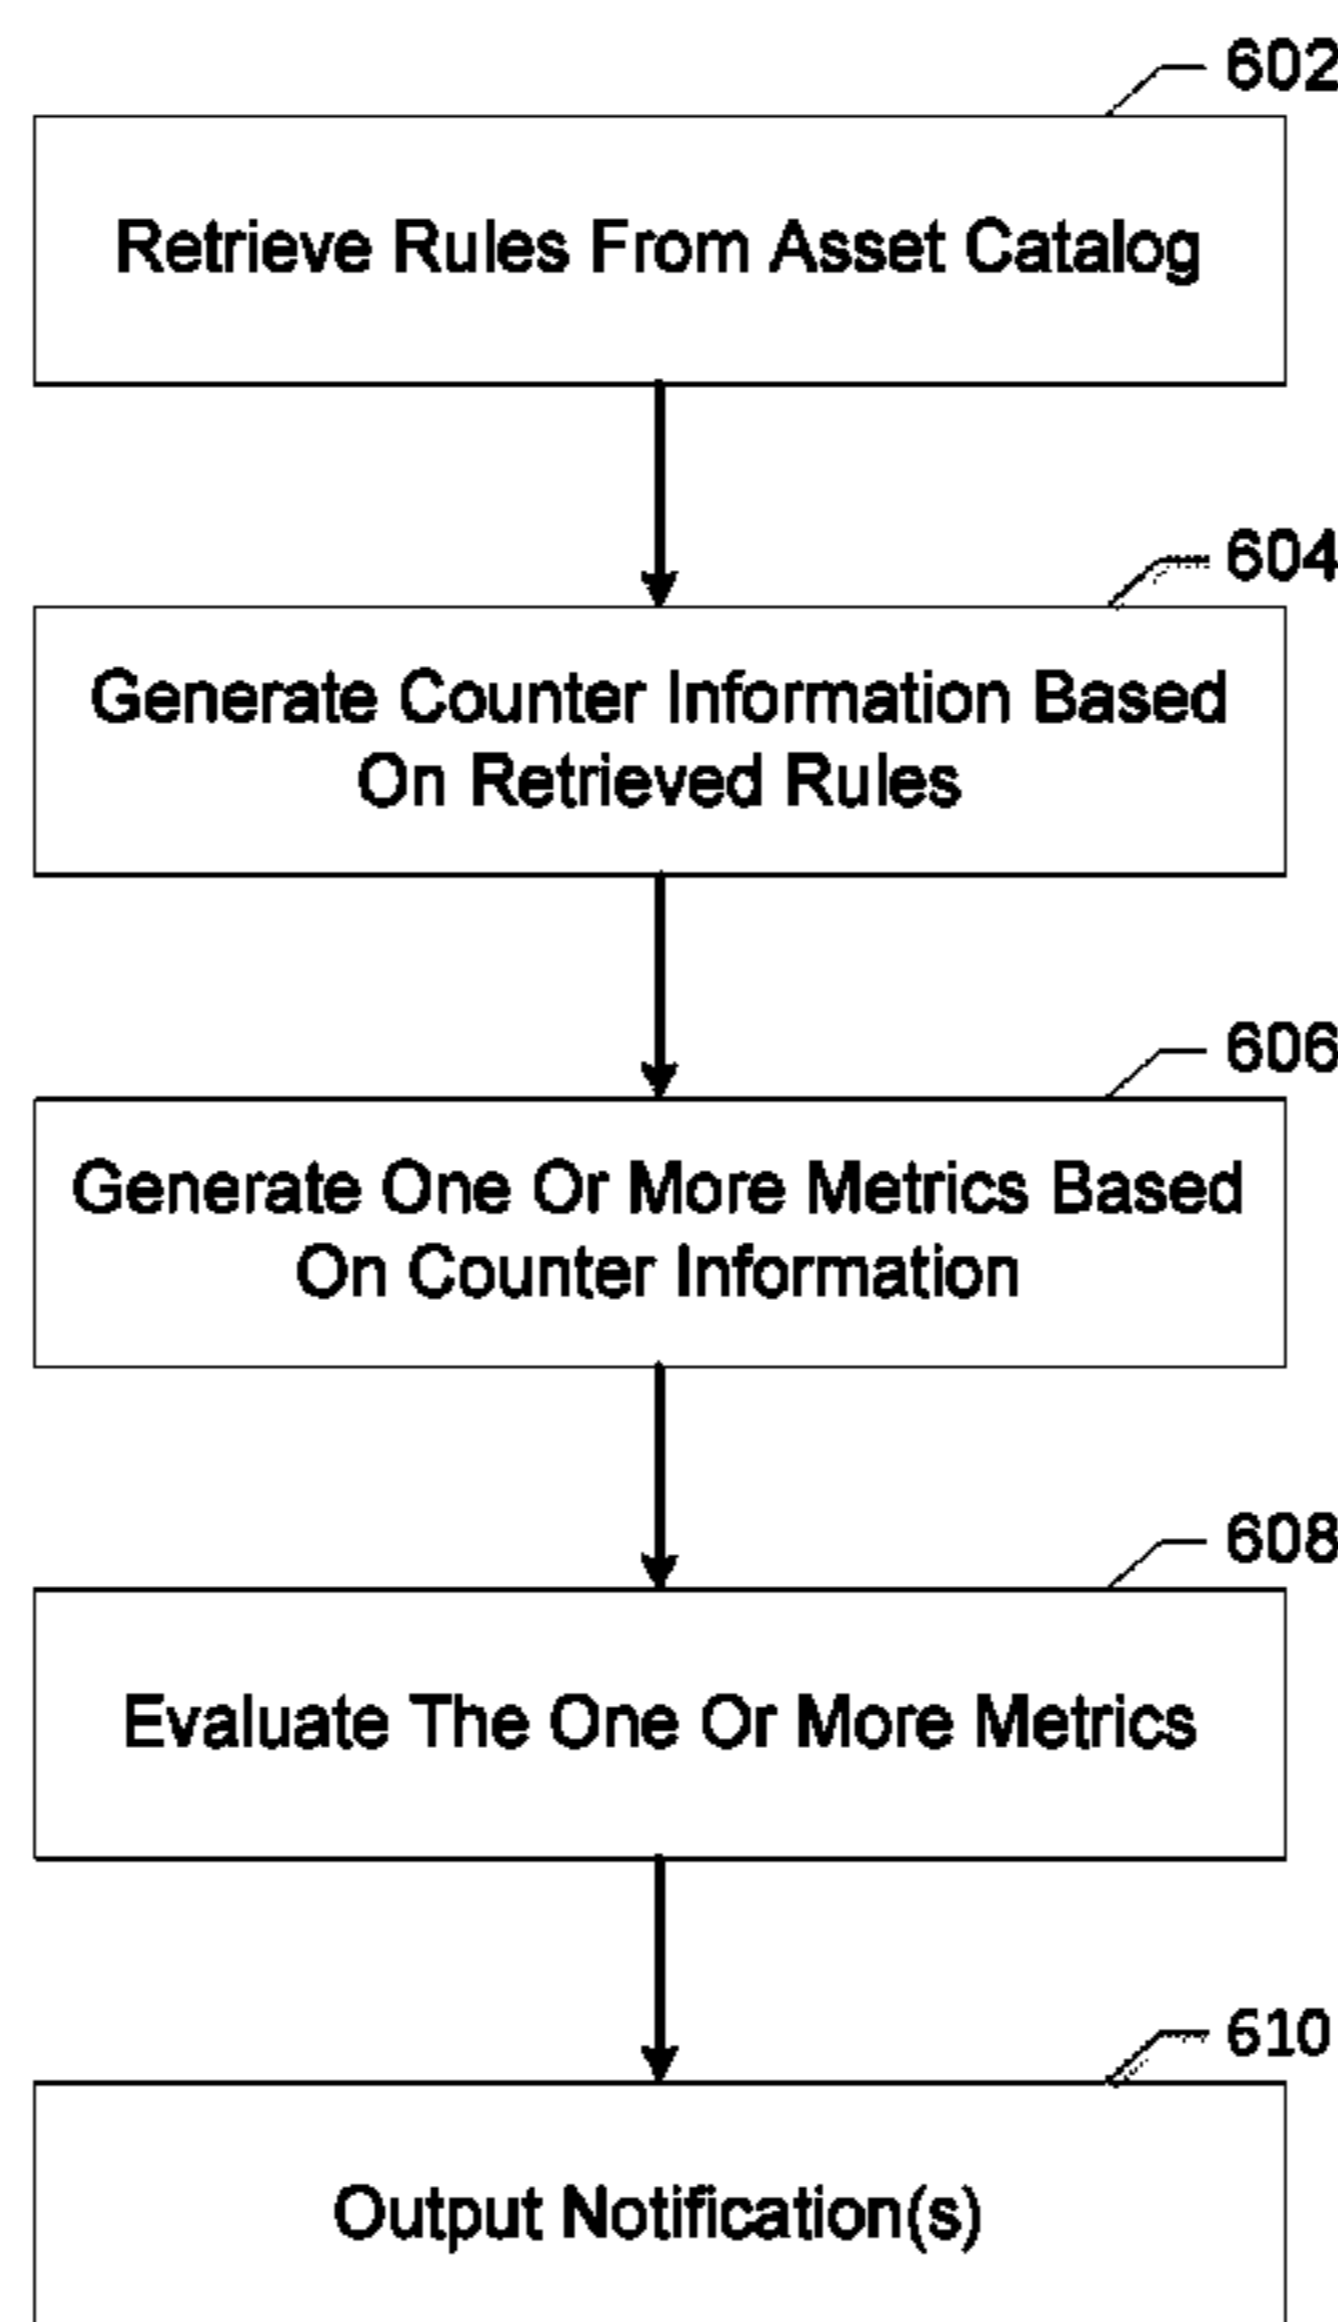 602
Retrieve Rules From Asset Catalog
604
Generate Counter Information Based
On Retrieved Rules
606
Generate One Or More Metrics Based
On Counter Information
608
Evaluate The One Or More Metrics
610
Output Notification(s)